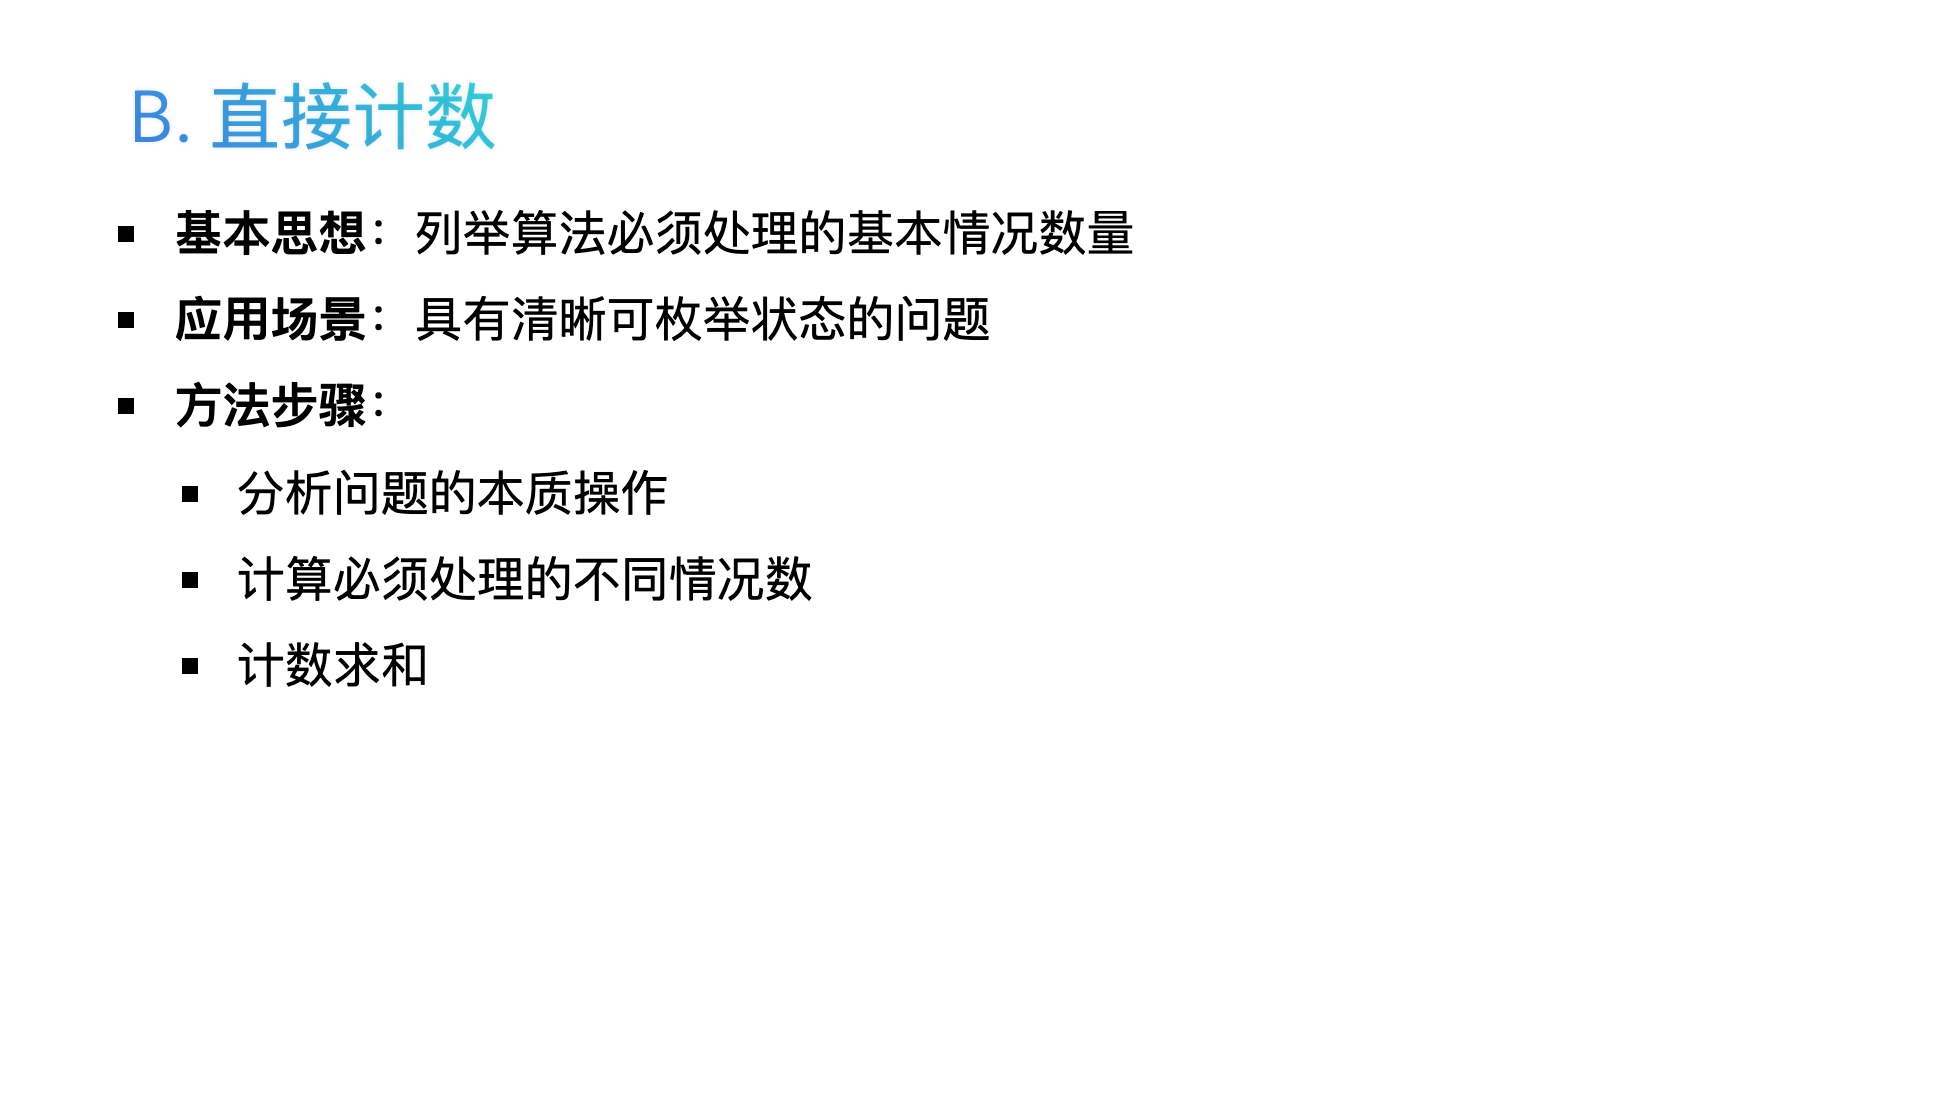 B. 直接计数
▪ 基本思想：列举算法必须处理的基本情况数量
▪ 应用场景：具有清晰可枚举状态的问题
▪ 方法步骤：
▪ 分析问题的本质操作
▪ 计算必须处理的不同情况数
▪ 计数求和